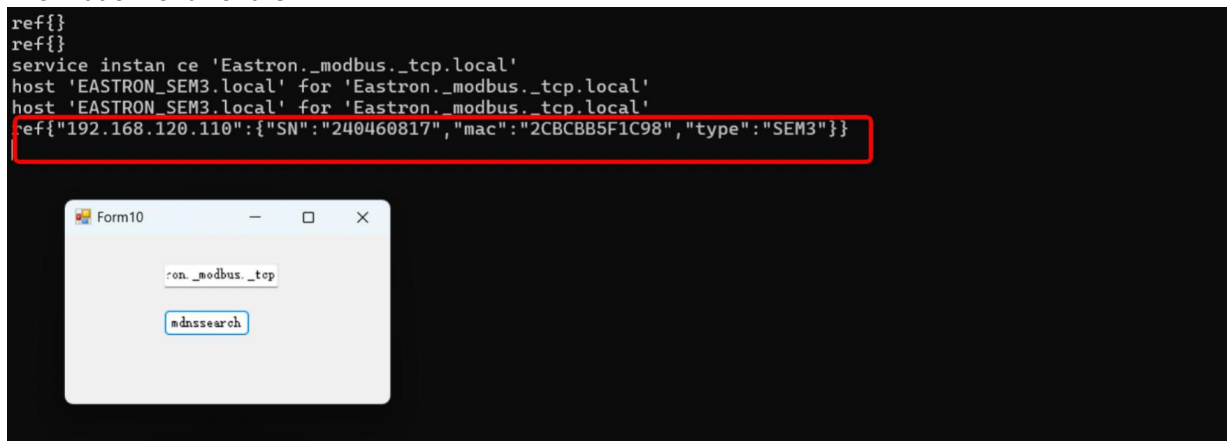 ref{}
ref{}
service instan ce 'Eastron._modbus._tcp.local'
host 'EASTRON_SEM3.local' for 'Eastron._modbus._tcp.local'
host 'EASTRON_SEM3.local' for 'Eastron._modbus._tcp.local'
ref{"192.168.120.110":{"SN":"240460817","mac":"2CBCBB5F1C98","type":"SEM3"}}
Form10
ron._modbus._tcp
mdnssearch